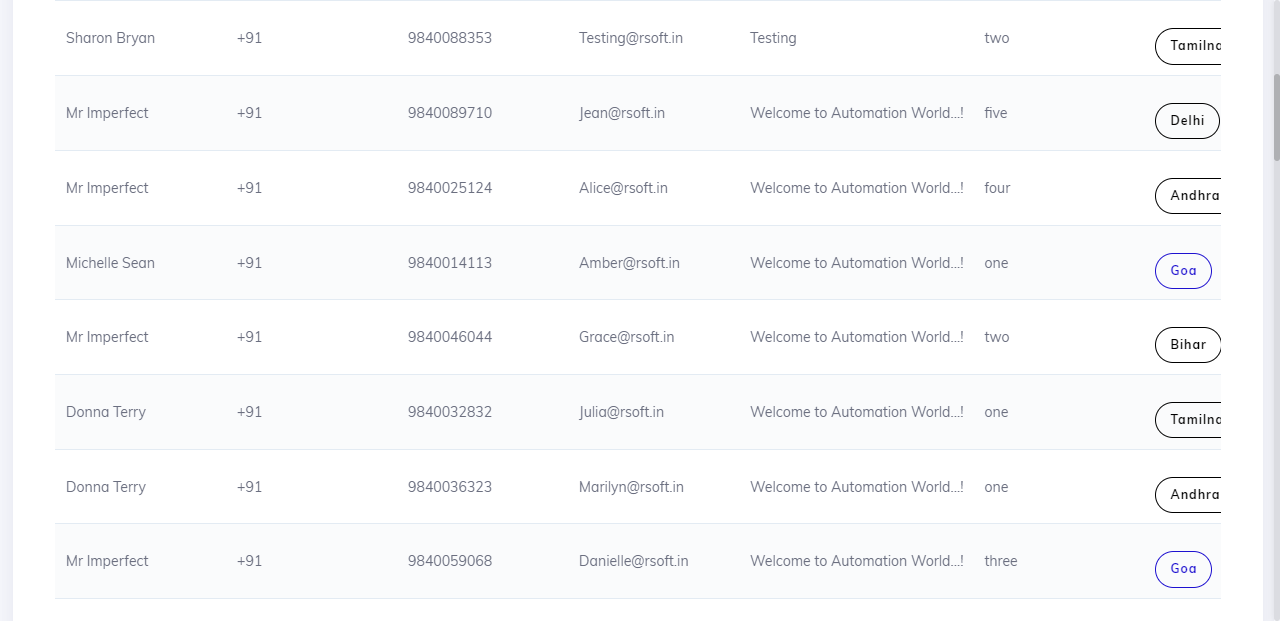 Sharon Bryan +91 9840088353 Testing@rsoft.in Testing two Tamilna
Mr Imperfect +91 9840089710 Jean@rsoft.in Welcome to Automation World...! five Delhi
Mr Imperfect +91 9840025124 Alice@rsoft.in Welcome to Automation World...! four Andhra
Michelle Sean +91 9840014113 Amber@rsoft.in Welcome to Automation World...! one Goa
Mr Imperfect +91 9840046044 Grace@rsoft.in Welcome to Automation World...! two Bihar
Donna Terry +91 9840032832 Julia@rsoft.in Welcome to Automation World...! one Tamilna
Donna Terry +91 9840036323 Marilyn@rsoft.in Welcome to Automation World...! one Andhra
Mr Imperfect +91 9840059068 Danielle@rsoft.in Welcome to Automation World...! three Goa